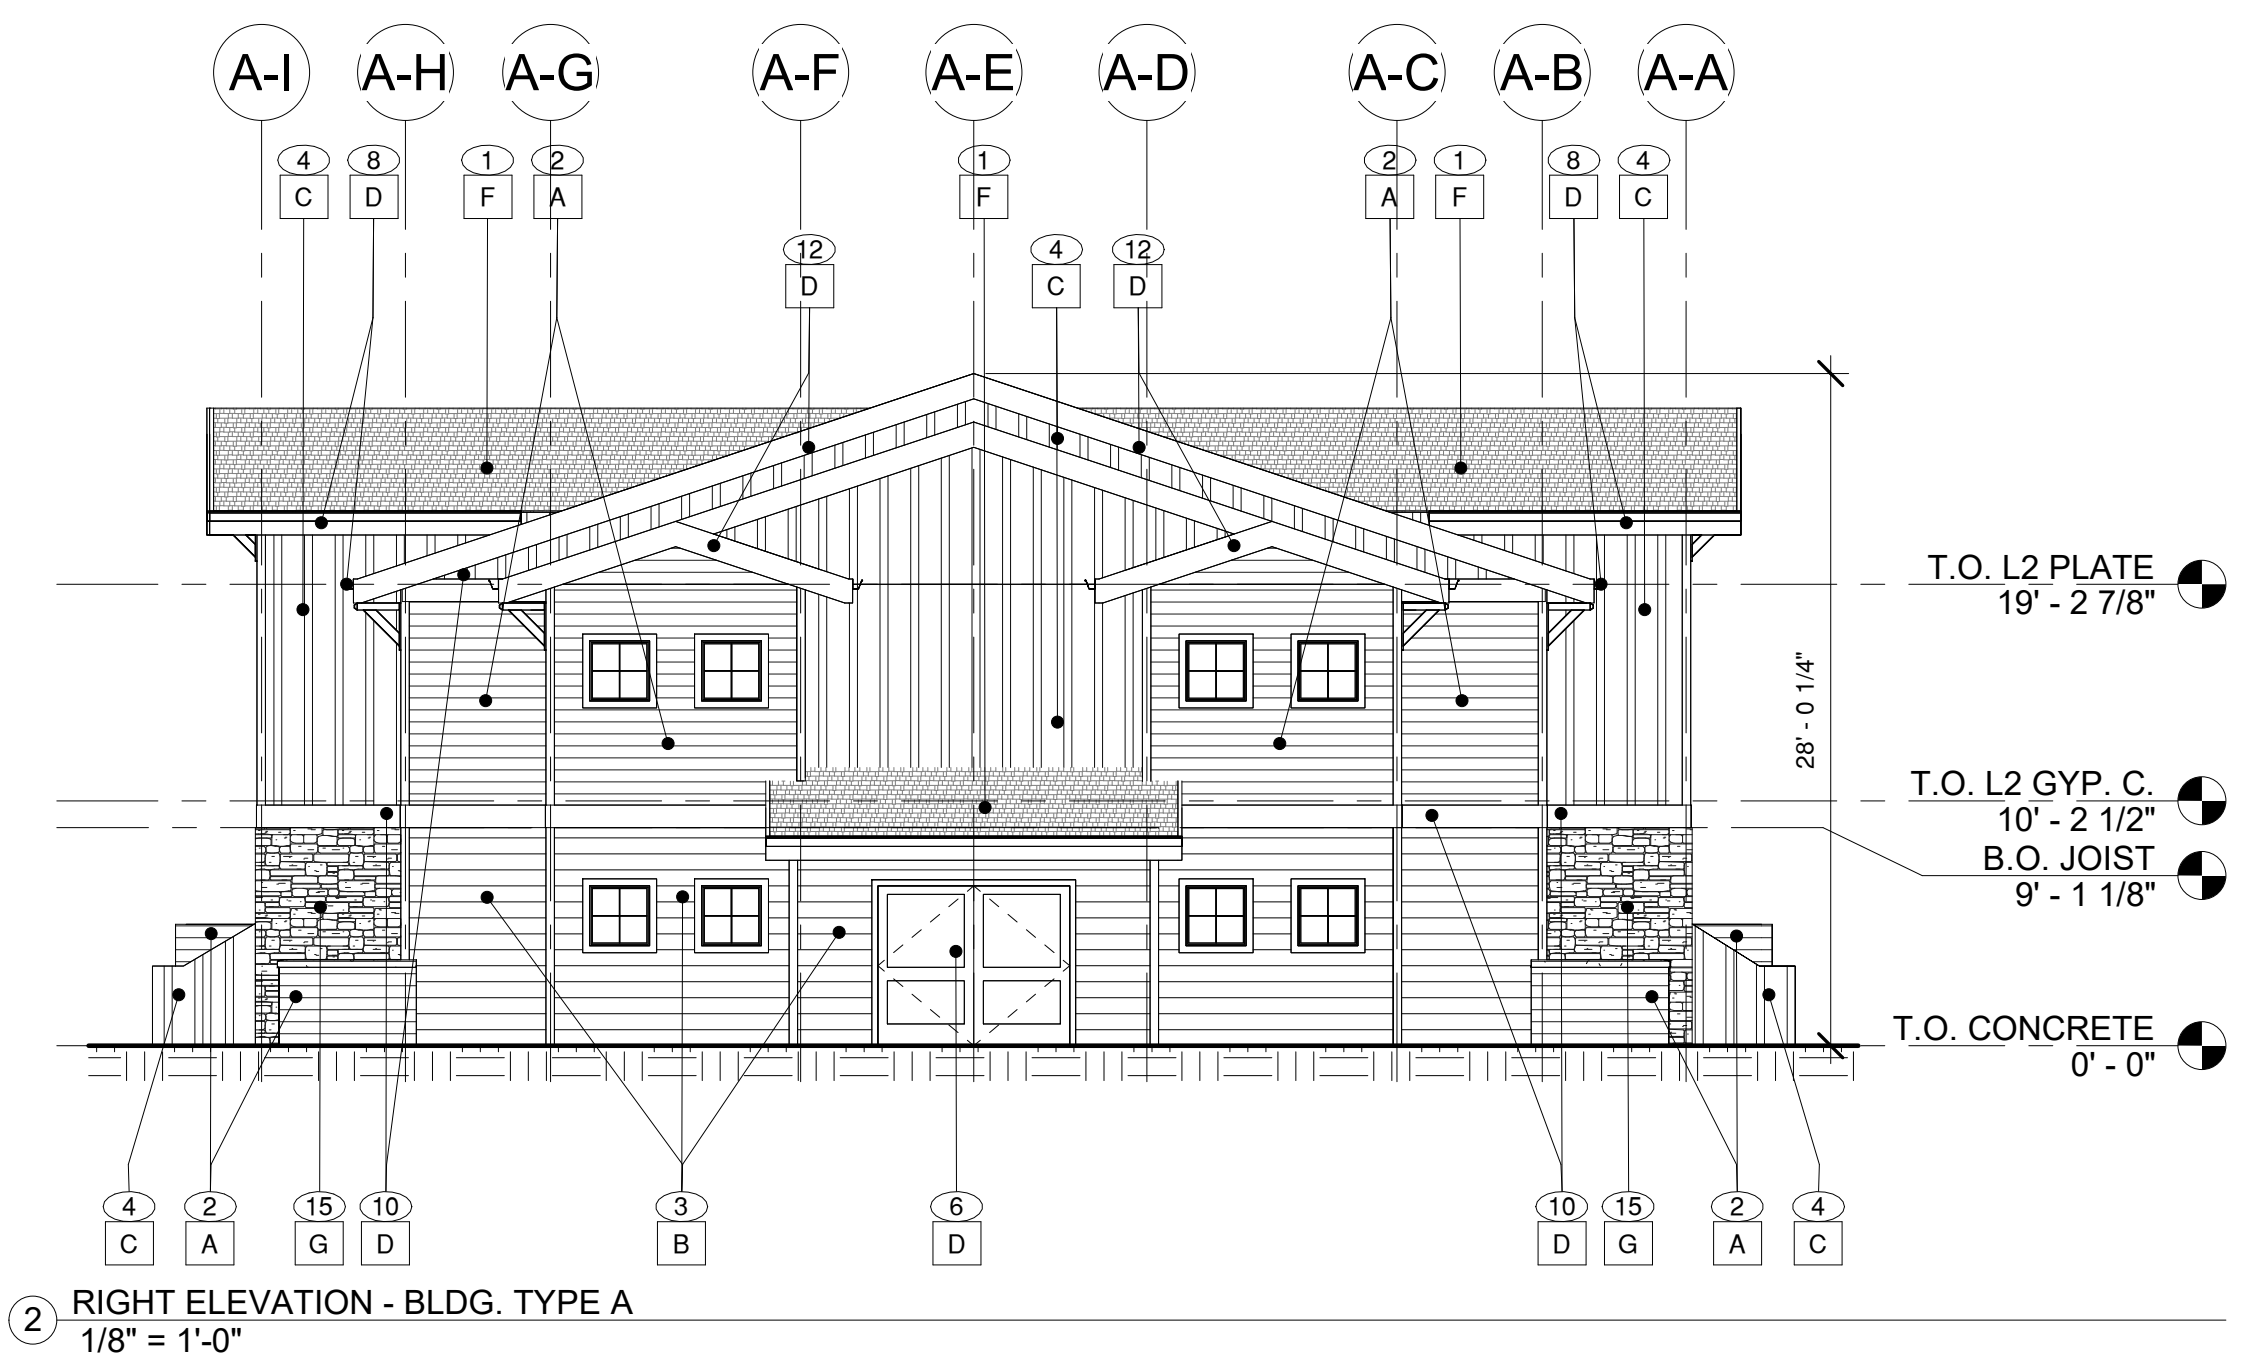 A-I A-H A-G A-F A-E A-D A-C A-B A-A
4 8 1 2 1 2 1 8 4
C D F A F A F D C
12 4 12
D C D
T.O. L2 PLATE
19' - 2 7/8"
28' - 0 1/4"
T.O. L2 GYP. C.
10' - 2 1/2"
B.O. JOIST
9' - 1 1/8"
T.O. CONCRETE
0' - 0"
4 2 15 10 3 6 10 15 2 4
C A G D B D D G A C
2 RIGHT ELEVATION - BLDG. TYPE A
1/8" = 1'-0"